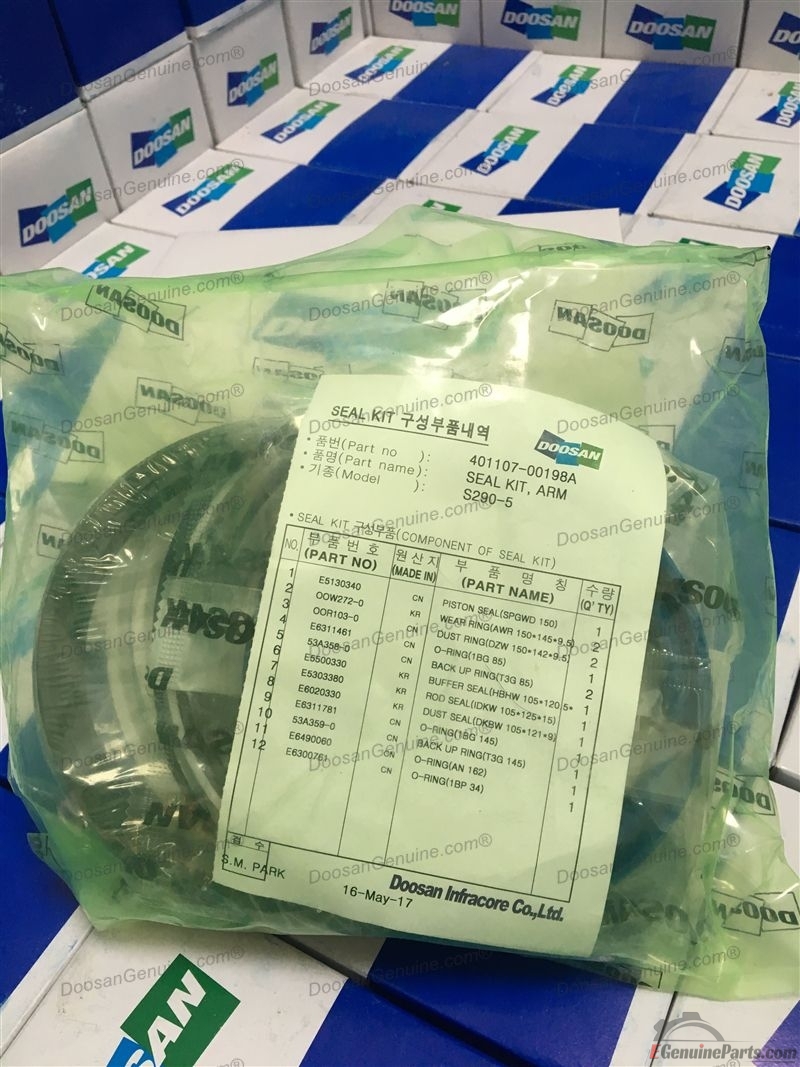 DOOSAN
DoosanGenuine.com®
SEAL KIT 구성부품내역
DOOSAN
• 품번(Part no ): 401107-00198A
• 품명(Part name): SEAL KIT, ARM
• 기종(Model ): S290-5
• SEAL KIT 구성부품(COMPONENT OF SEAL KIT)
NO. 부품번호 원산지 부품명칭 수량
(PART NO) (MADE IN) (PART NAME) (Q'TY)
1 E5130340 CN PISTON SEAL(SPGWD 150) 1
2 OOW272-0 KR WEAR RING(AWR 150*145*9.5) 2
3 OOR103-0 CN DUST RING(DZW 150*142*9.5) 2
4 E6311461 CN O-RING(1BG 85) 1
5 53A358-0 CN BACK UP RING(T3G 85) 2
6 E5500330 KR BUFFER SEAL(HBHW 105*120.5* 1
7 E5303380 KR ROD SEAL(IDKW 105*125*15) 1
8 E6020330 KR DUST SEAL(DKBW 105*121*9) 1
9 E6311781 CN O-RING(1BG 145) 1
10 53A359-0 CN BACK UP RING(T3G 145) 1
11 E6490060 CN O-RING(AN 162) 1
12 E6300761 CN O-RING(1BP 34) 1
검 수
S.M. PARK
16-May-17
Doosan Infracore Co.,Ltd.
EGenuineParts.com